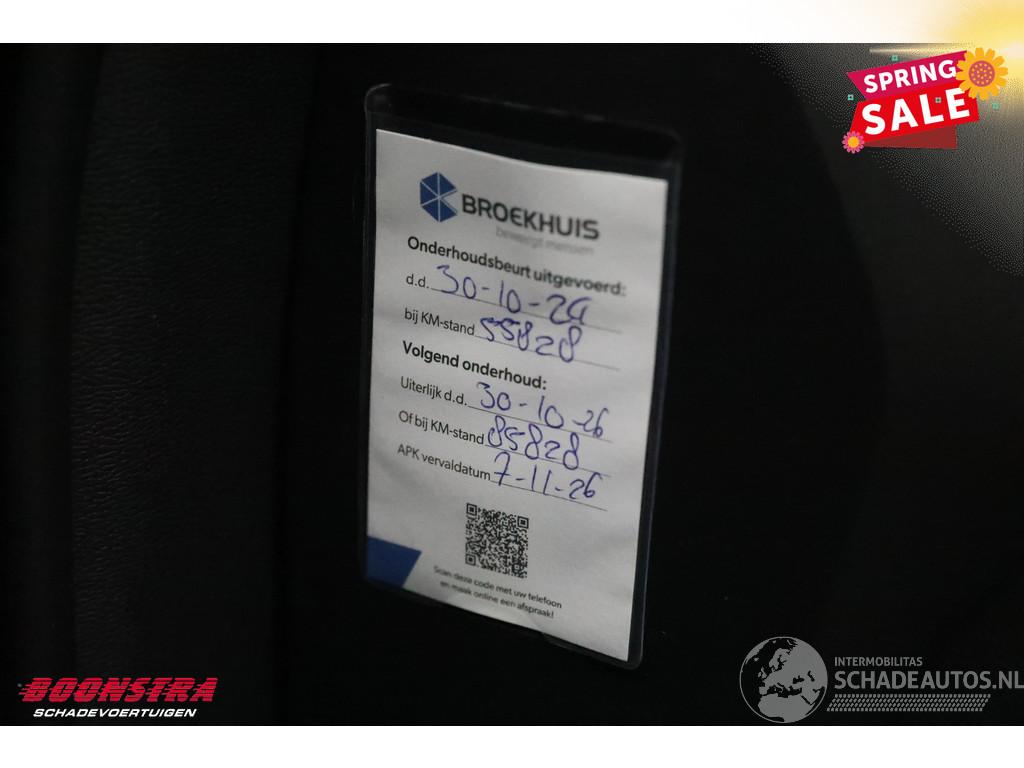 SPRING
SALE
BROEKHUIS
beweegt mensen
Onderhoudsbeurt uitgevoerd:
d.d. 30-10-24
bij KM-stand 55828
Volgend onderhoud:
Uiterlijk d.d. 30-10-26
Of bij KM-stand 85828
APK vervaldatum 7-11-26
Scan deze code met uw telefoon
en maak online een afspraak!
BOONSTRA
SCHADEVOERTUIGEN
INTERMOBILITAS
SCHADEAUTOS.NL